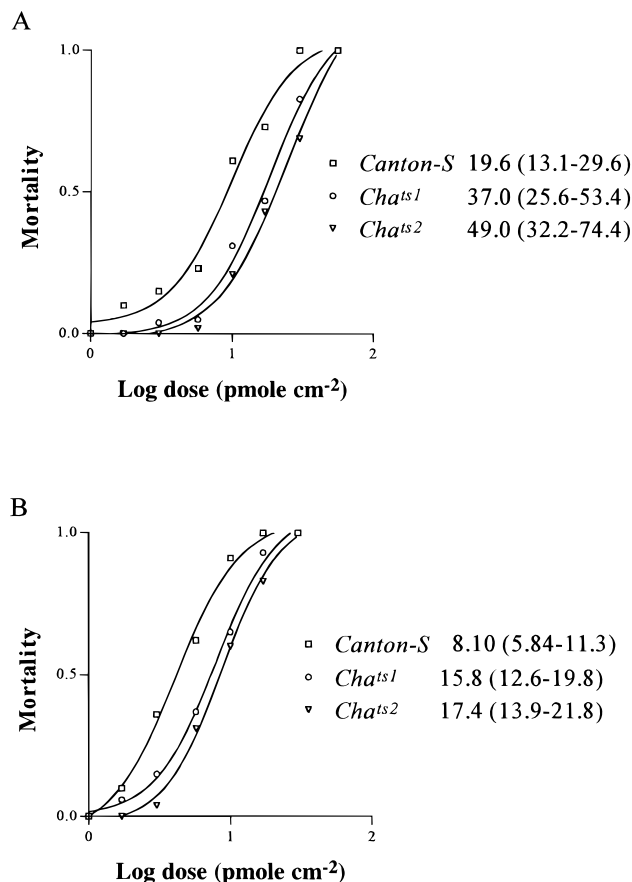 A
1.0
Mortality
0.5
0.0
0 1 2
Log dose (pmole cm-2)
Canton-S 19.6 (13.1-29.6)
Chats1 37.0 (25.6-53.4)
Chats2 49.0 (32.2-74.4)
B
1.0
Mortality
0.5
0.0
0 1 2
Log dose (pmole cm-2)
Canton-S 8.10 (5.84-11.3)
Chats1 15.8 (12.6-19.8)
Chats2 17.4 (13.9-21.8)